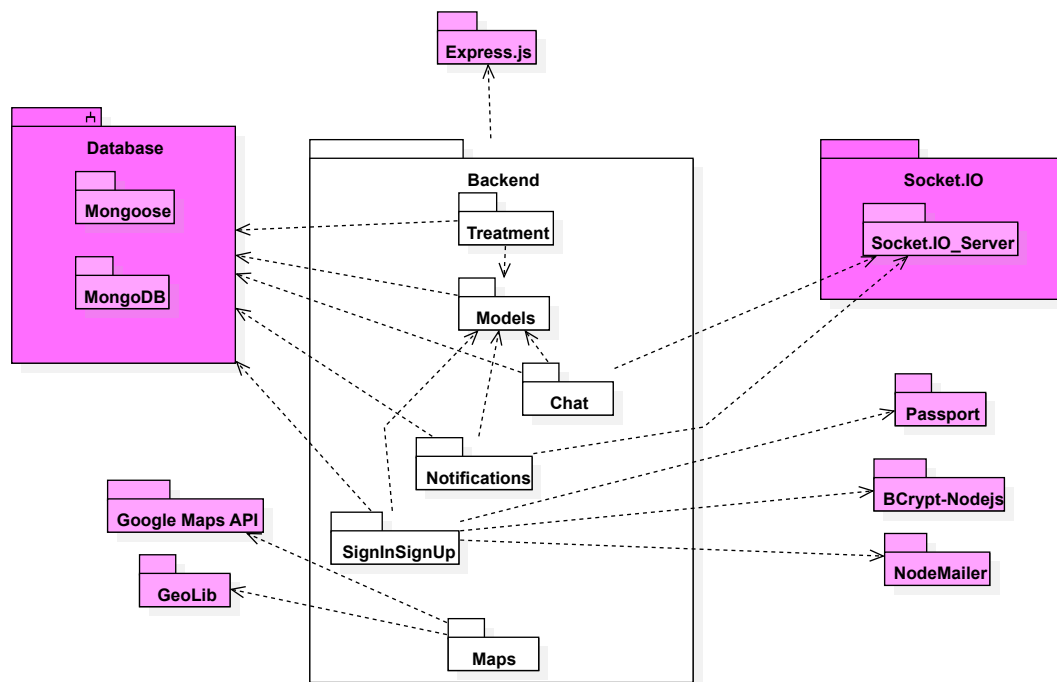 Express.js
Database
Mongoose
MongoDB
Backend
Treatment
Models
Chat
Notifications
SignInSignUp
Maps
Socket.IO
Socket.IO_Server
Passport
BCrypt-Nodejs
NodeMailer
Google Maps API
GeoLib